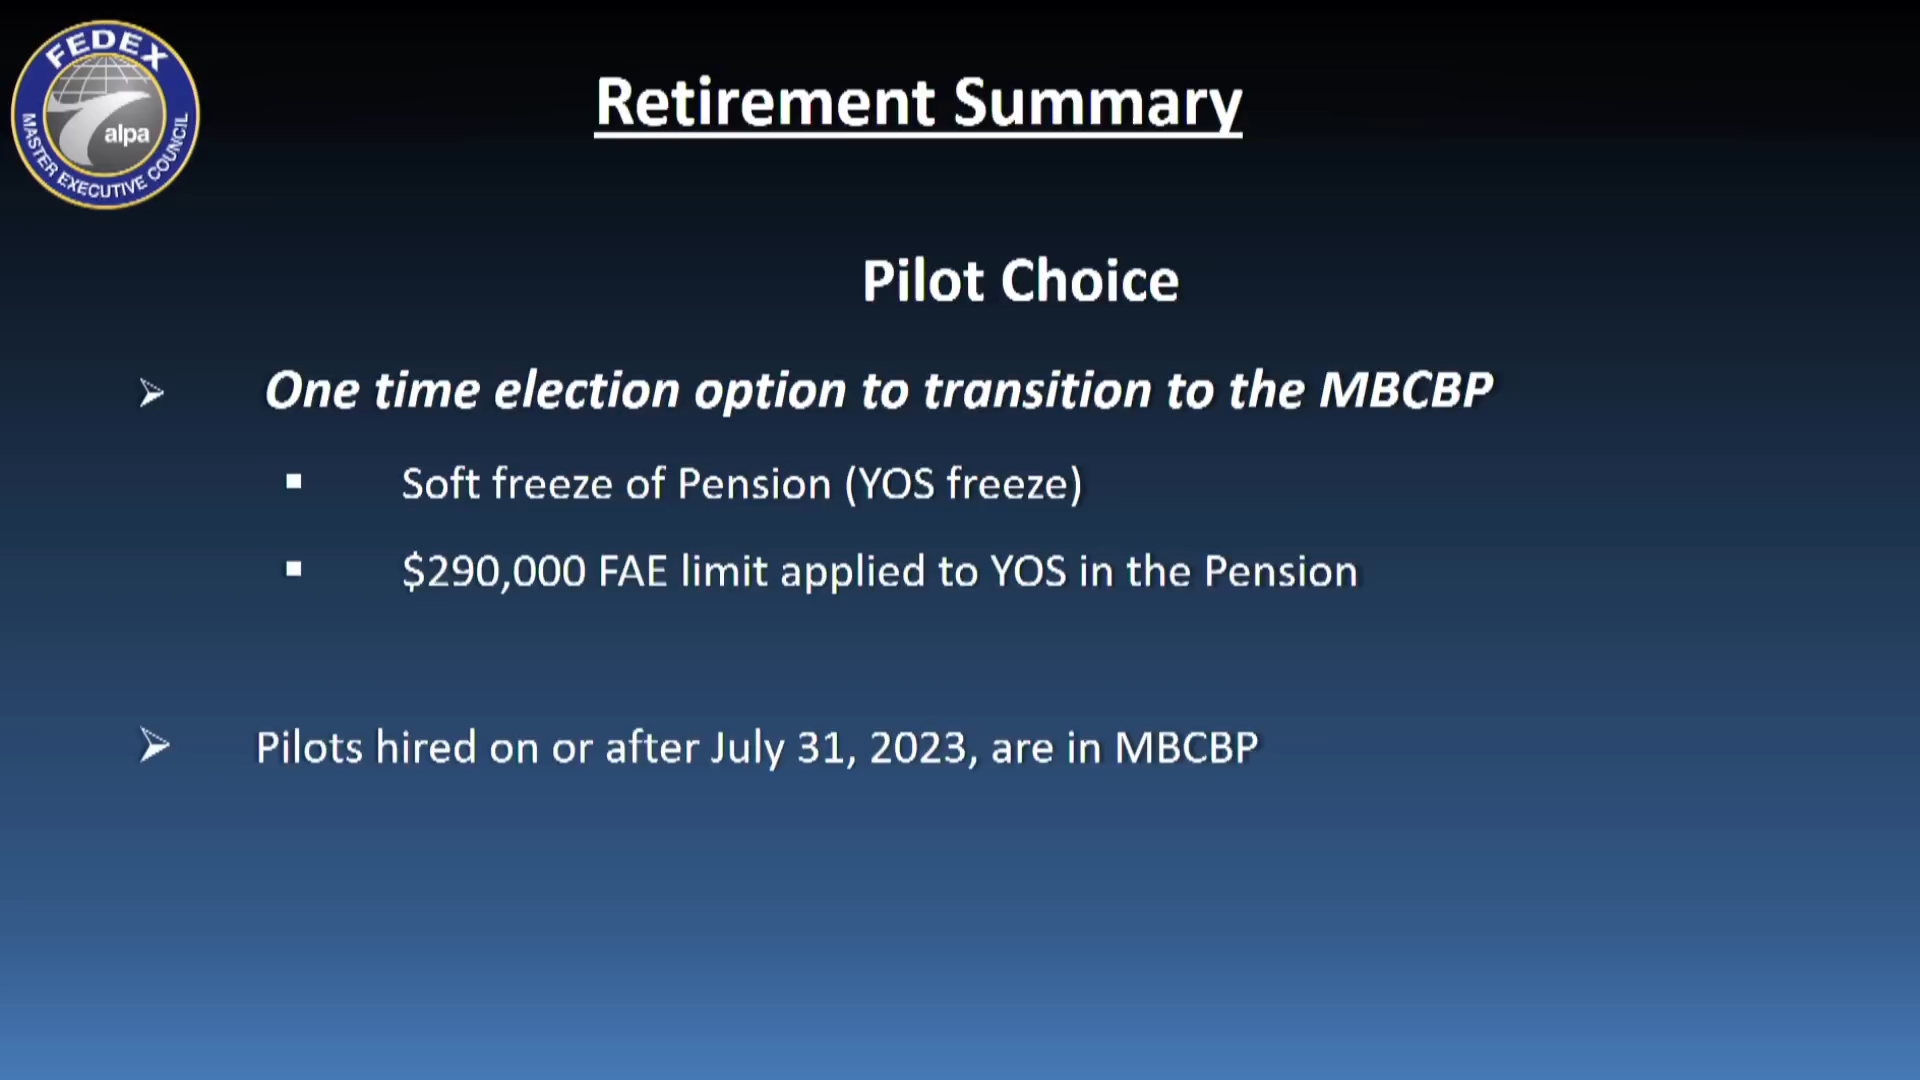 FEDEX
alpa
MASTER EXECUTIVE COUNCIL
Retirement Summary
Pilot Choice
One time election option to transition to the MBCBP
Soft freeze of Pension (YOS freeze)
$290,000 FAE limit applied to YOS in the Pension
Pilots hired on or after July 31, 2023, are in MBCBP